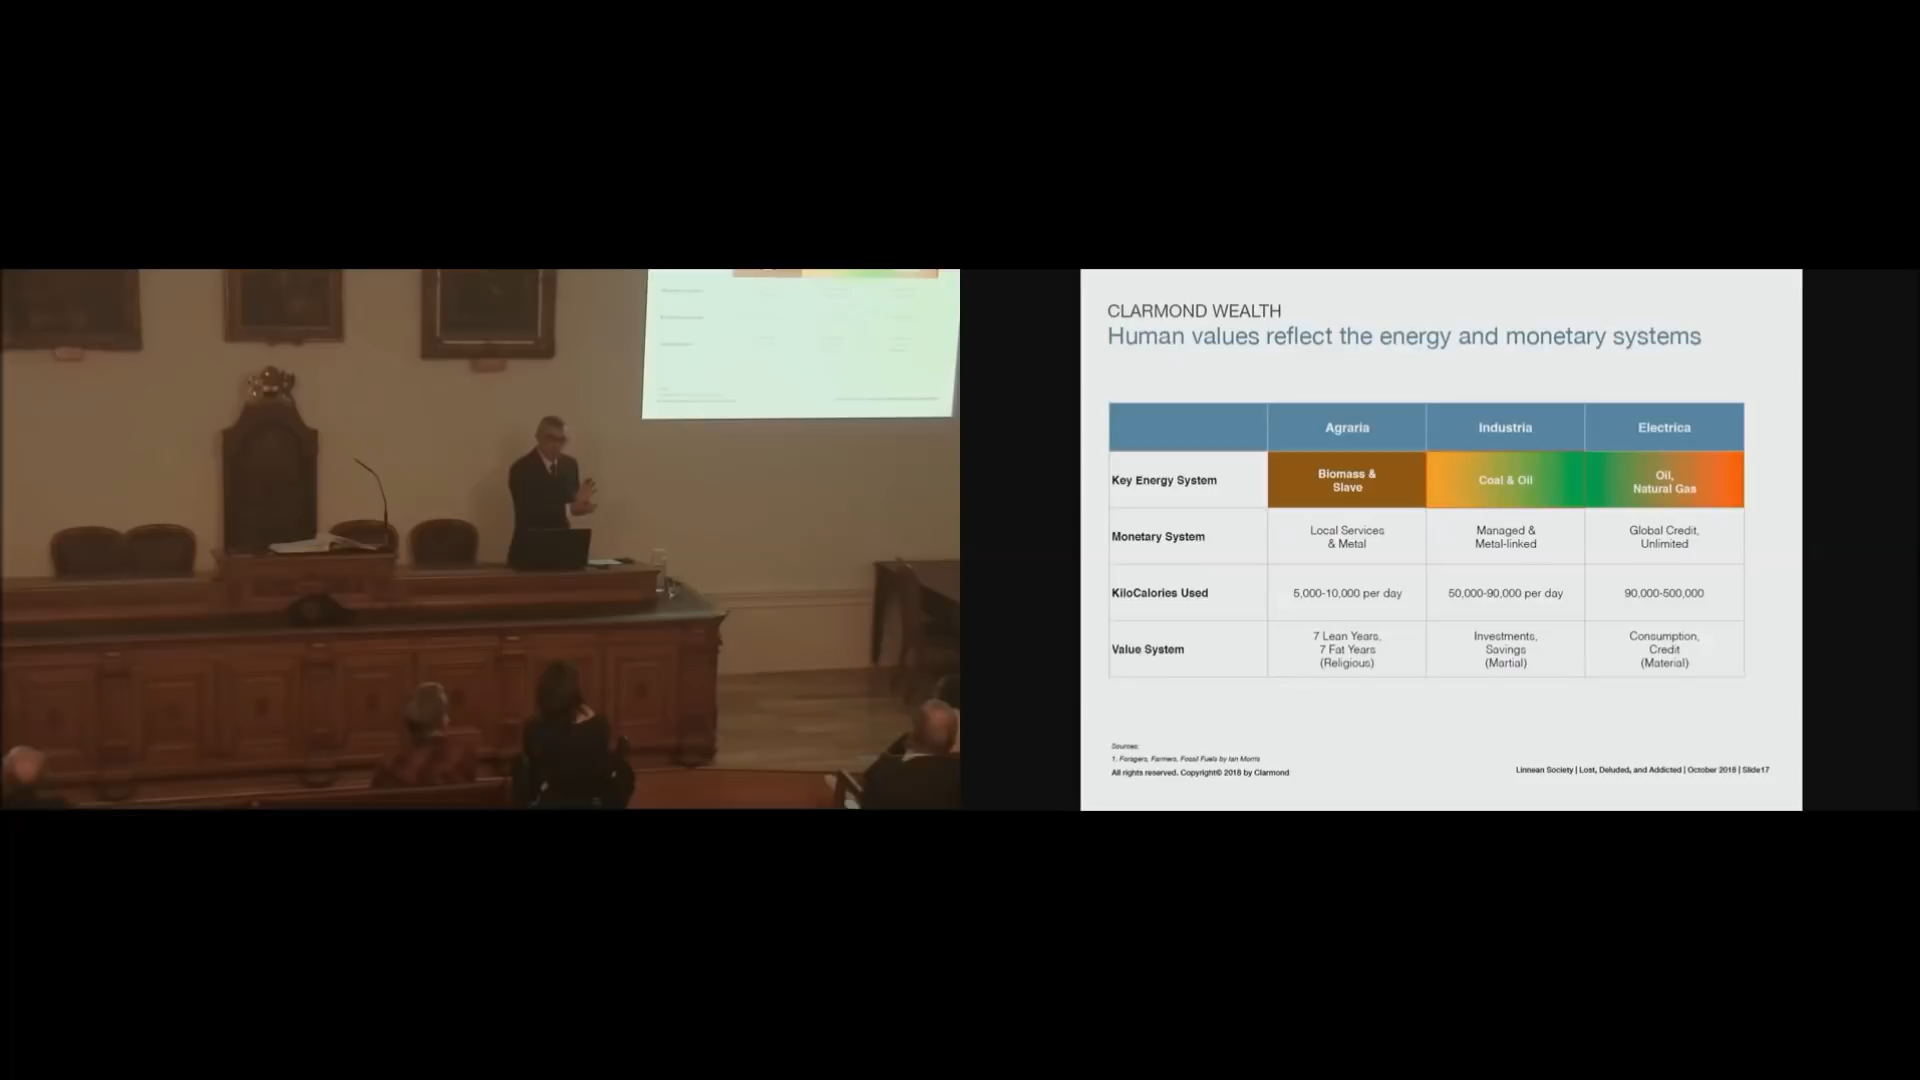 CLARMOND WEALTH
Human values reflect the energy and monetary systems
Agraria
Industria
Electrica
Key Energy System
Biomass &
Slave
Coal & Oil
Oil,
Natural Gas
Monetary System
Local Services
& Metal
Managed &
Metal-linked
Global Credit,
Unlimited
KiloCalories Used
5,000-10,000 per day
50,000-90,000 per day
90,000-500,000
Value System
7 Lean Years,
7 Fat Years
(Religious)
Investments,
Savings
(Martial)
Consumption,
Credit
(Material)
Sources:
1. Foragers, Farmers, Fossil Fuels by Ian Morris
All rights reserved. Copyright© 2018 by Clarmond
Linnean Society | Lost, Deluded, and Addicted | October 2018 | Slide17